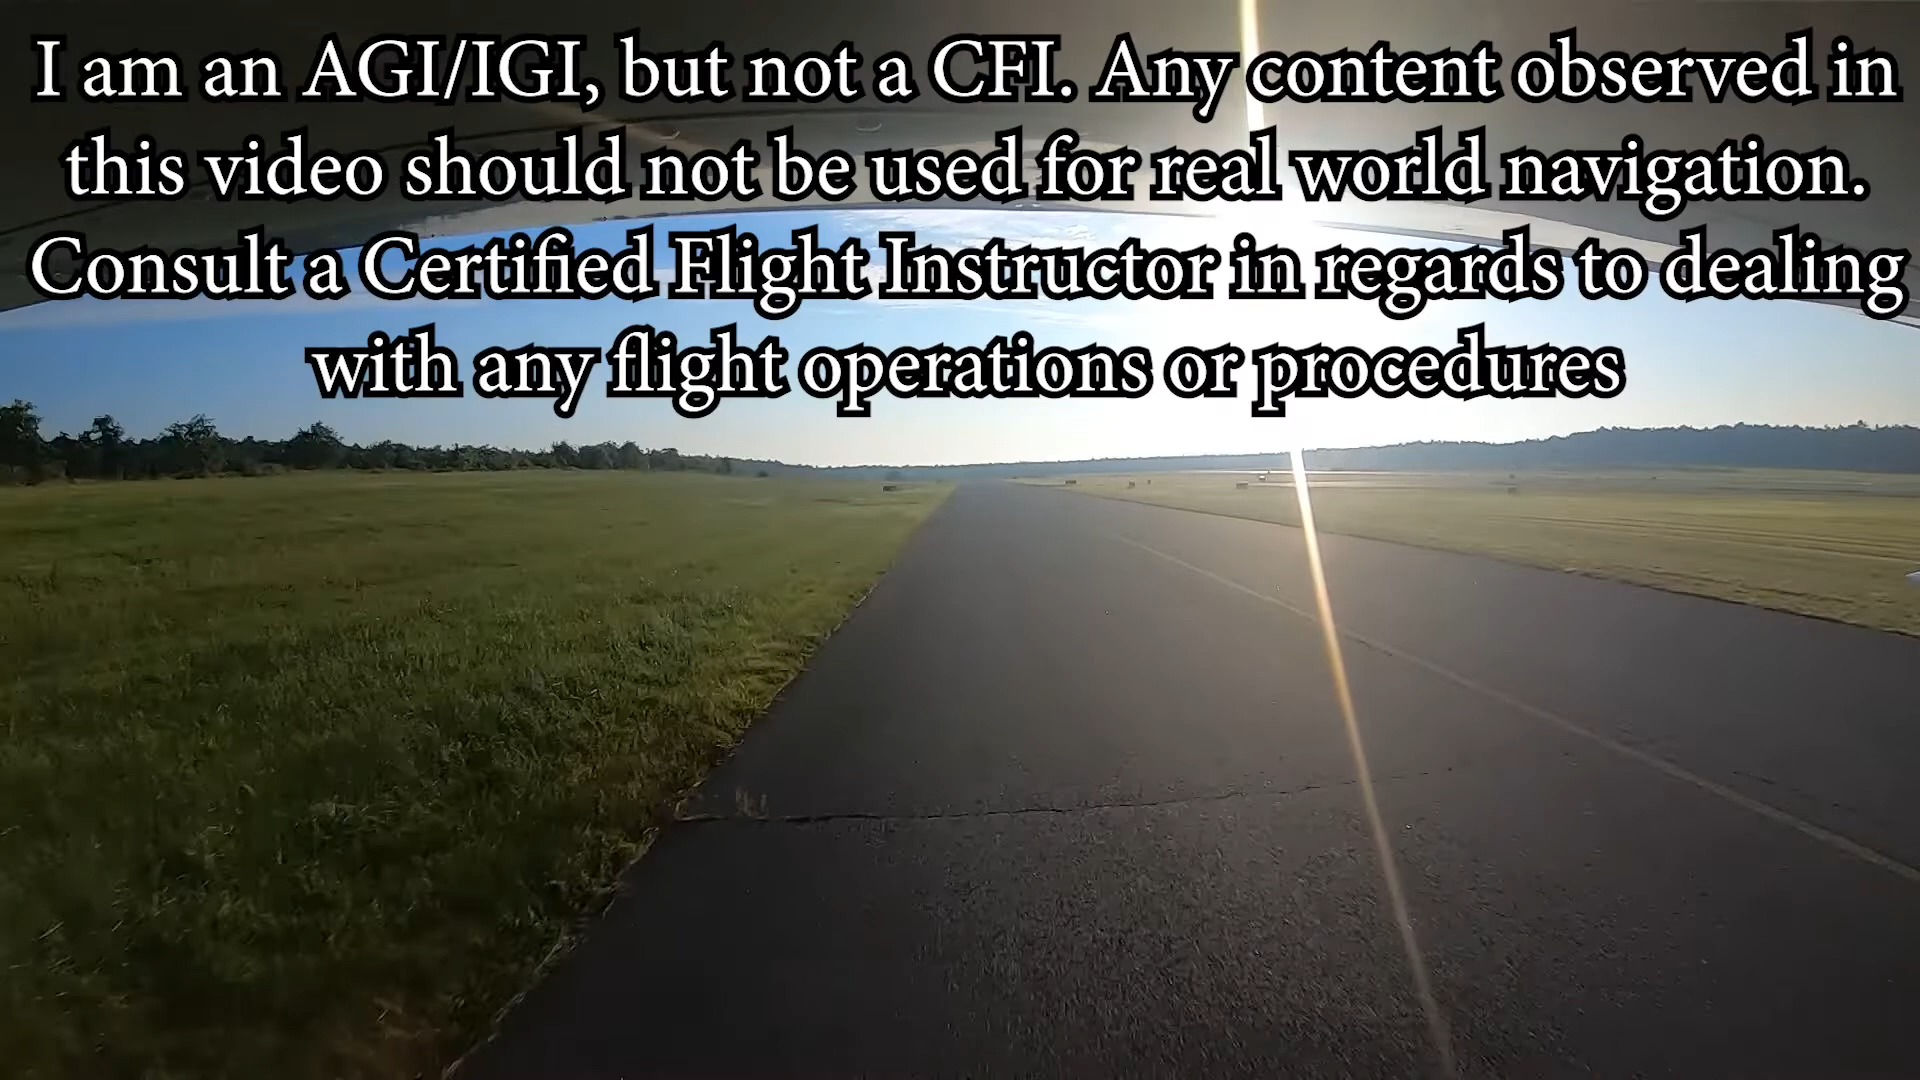 I am an AGI/IGI, but not a CFI. Any content observed in
this video should not be used for real world navigation.
Consult a Certified Flight Instructor in regards to dealing
with any flight operations or procedures